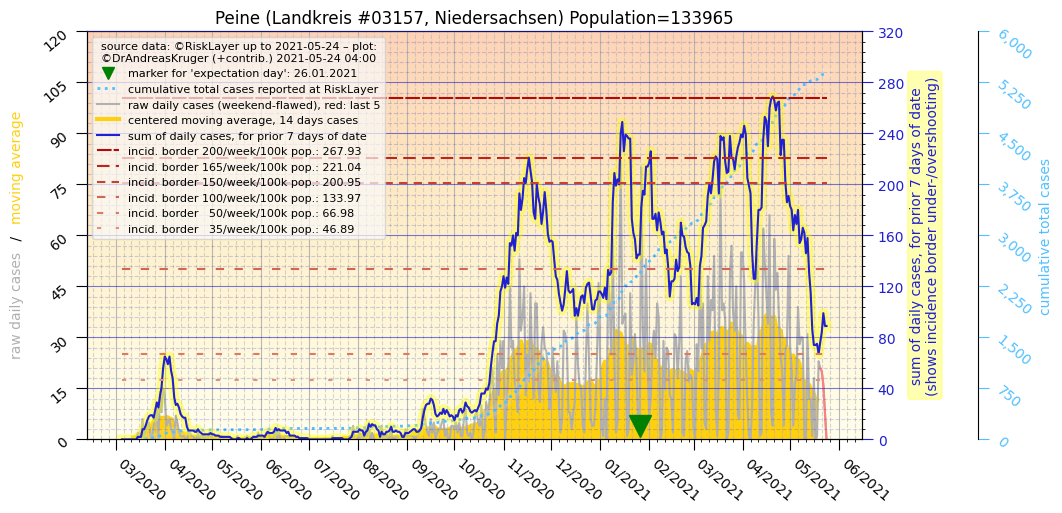 Peine (Landkreis #03157, Niedersachsen) Population=133965
source data: ©RiskLayer up to 2021-05-24 – plot:
©DrAndreasKruger (+contrib.) 2021-05-24 04:00
marker for 'expectation day': 26.01.2021
cumulative total cases reported at RiskLayer
raw daily cases (weekend-flawed), red: last 5
centered moving average, 14 days cases
sum of daily cases, for prior 7 days of date
incid. border 200/week/100k pop.: 267.93
incid. border 165/week/100k pop.: 221.04
incid. border 150/week/100k pop.: 200.95
incid. border 100/week/100k pop.: 133.97
incid. border   50/week/100k pop.: 66.98
incid. border   35/week/100k pop.: 46.89
raw daily cases  /  moving average
120
105
90
75
60
45
30
15
0
03/2020
04/2020
05/2020
06/2020
07/2020
08/2020
09/2020
10/2020
11/2020
12/2020
01/2021
02/2021
03/2021
04/2021
05/2021
06/2021
320
280
240
200
160
120
80
40
0
sum of daily cases, for prior 7 days of date
(shows incidence border under-/overshooting)
6,000
5,250
4,500
3,750
3,000
2,250
1,500
750
0
cumulative total cases